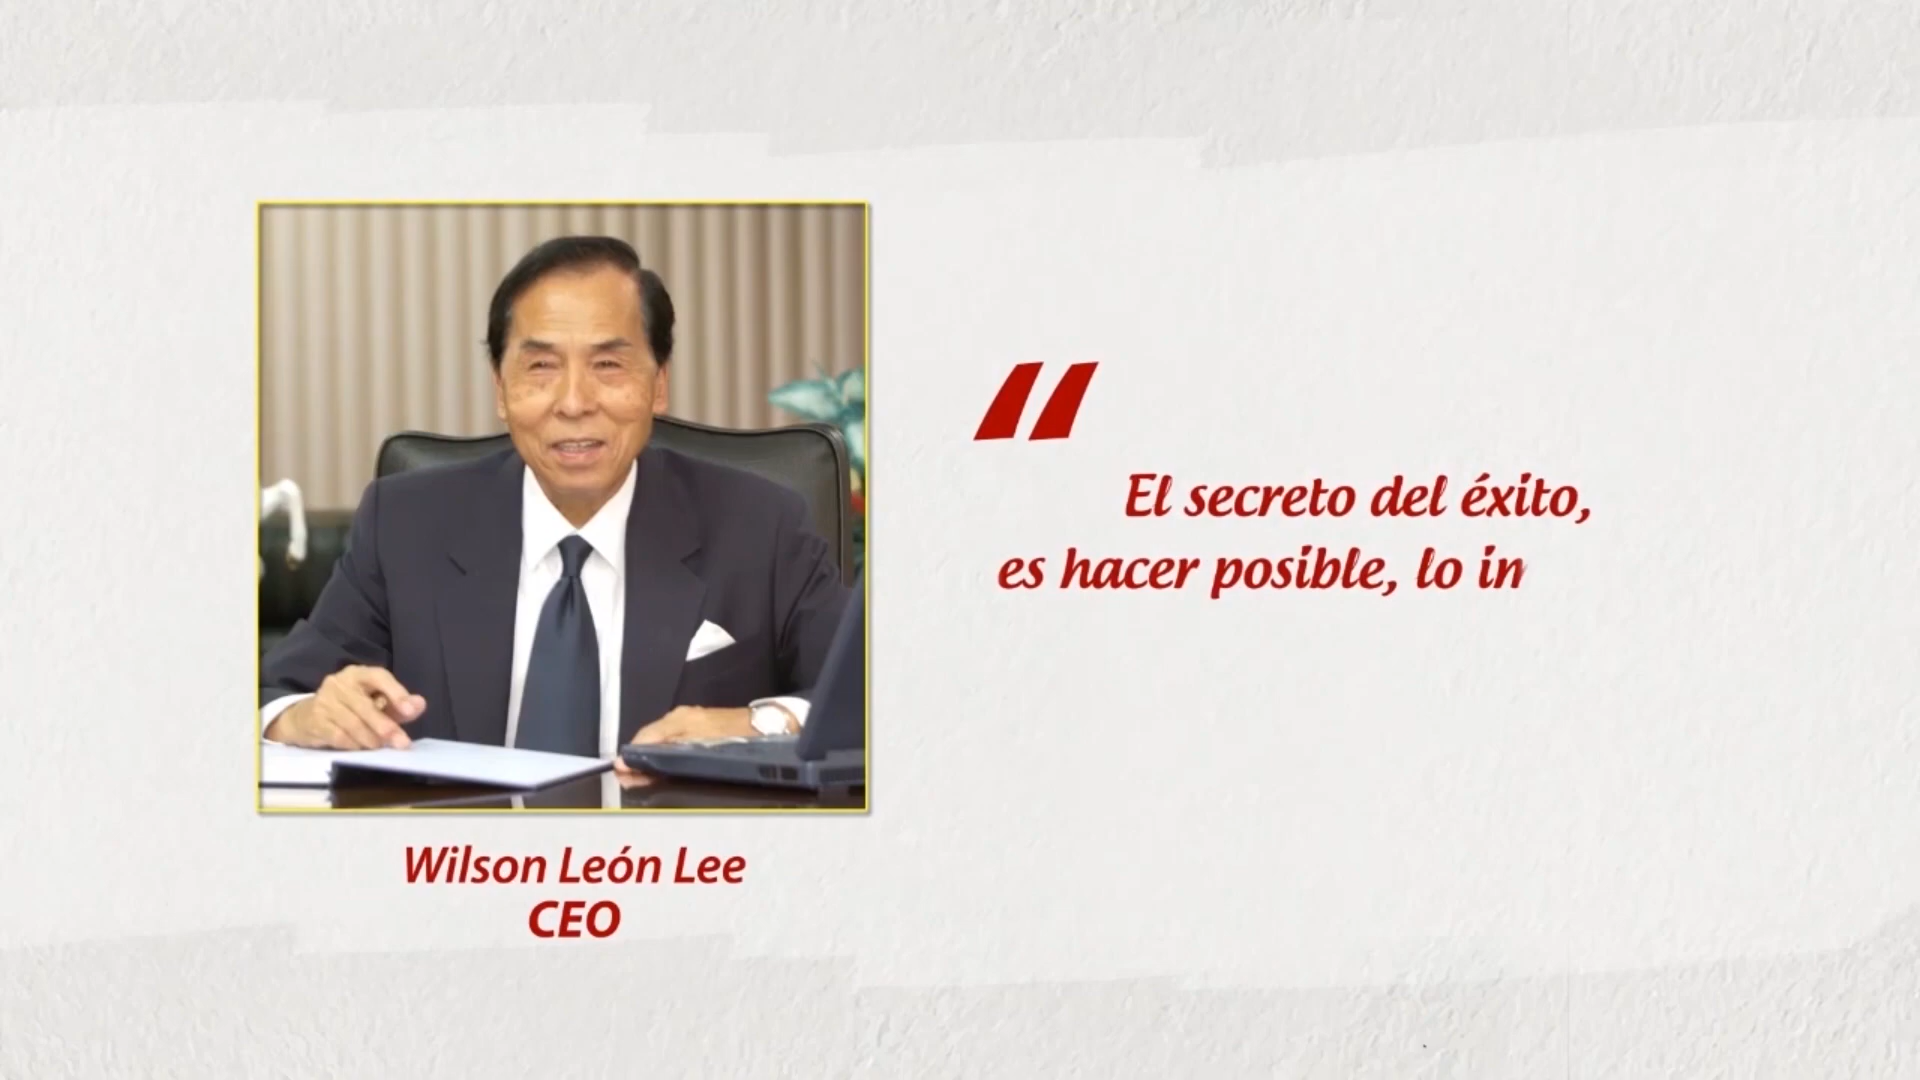 “
El secreto del éxito,
es hacer posible, lo in
Wilson León Lee
CEO